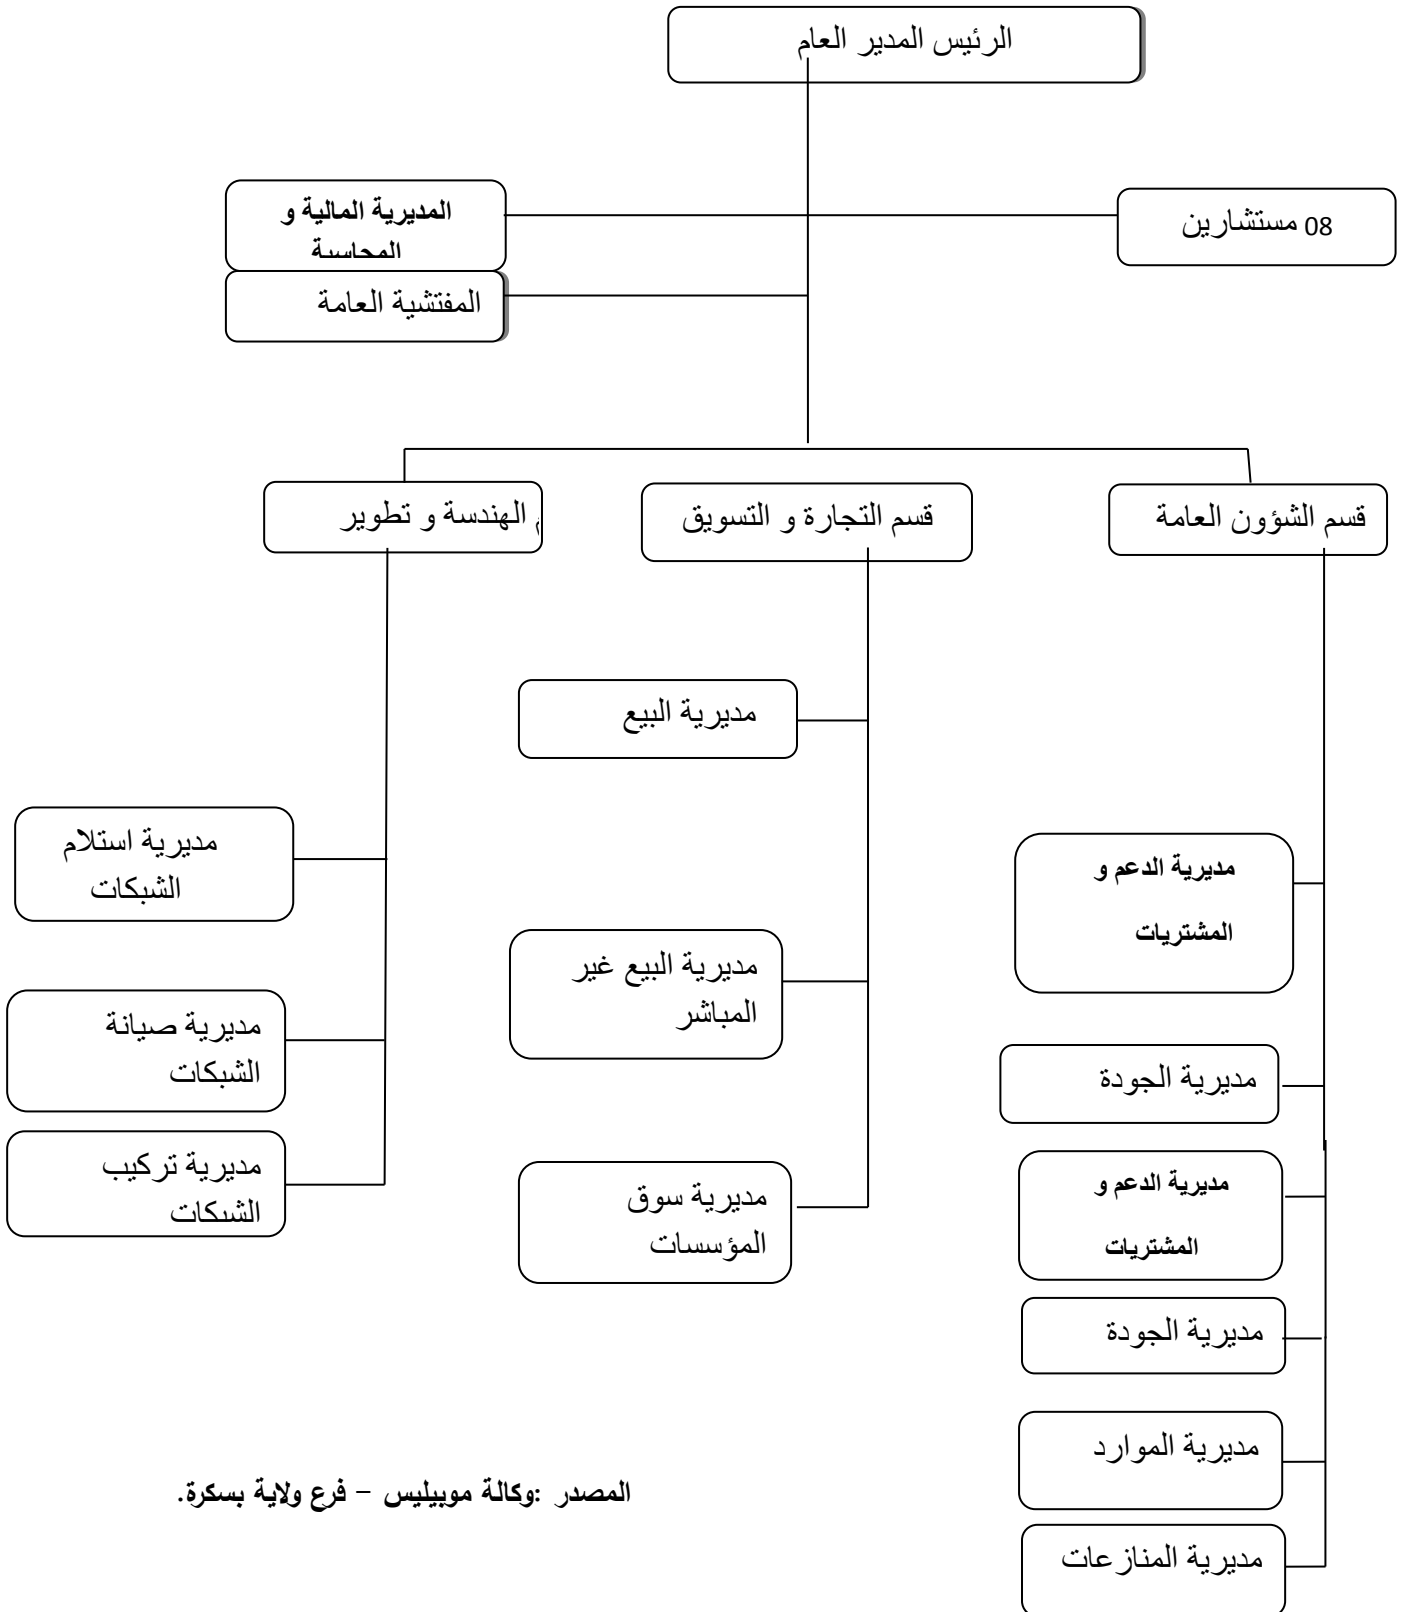 الرئيس المدير العام
08 مستشارين
المديرية المالية و
المحاسبة
المفتشية العامة
قسم الشؤون العامة
قسم التجارة و التسويق
الهندسة و تطوير
مديرية الدعم و
المشتريات
مديرية الجودة
مديرية الدعم و
المشتريات
مديرية الجودة
مديرية الموارد
مديرية المنازعات
مديرية البيع
مديرية البيع غير
المباشر
مديرية سوق
المؤسسات
مديرية استلام
الشبكات
مديرية صيانة
الشبكات
مديرية تركيب
الشبكات
المصدر :وكالة موبيليس – فرع ولاية بسكرة.